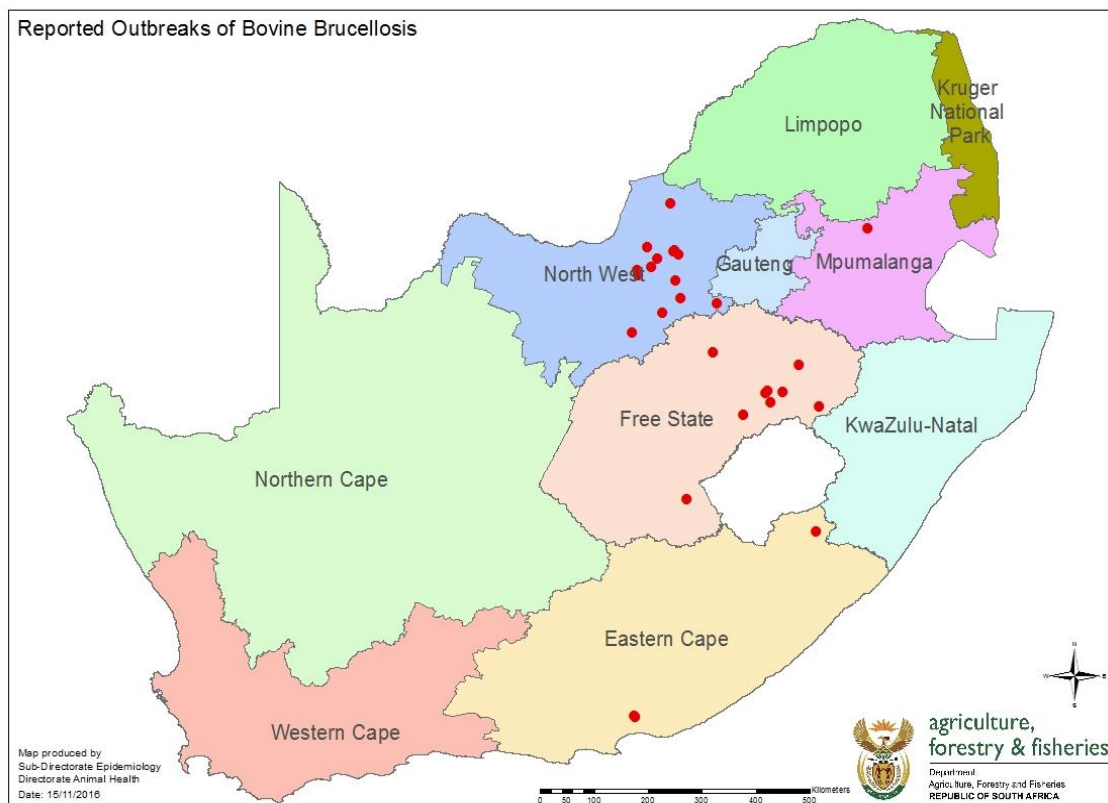 Reported Outbreaks of Bovine Brucellosis
Kruger
National
Park
Limpopo
Mpumalanga
Gauteng
North West
Free State
KwaZulu-Natal
Northern Cape
Eastern Cape
Western Cape
N
W
E
S
Map produced by
Sub-Directorate Epidemiology
Directorate Animal Health
Date: 15/11/2016
0 50 100 200 300 400 500
Kilometers
agriculture,
forestry & fisheries
Department:
Agriculture, Forestry and Fisheries
REPUBLIC OF SOUTH AFRICA